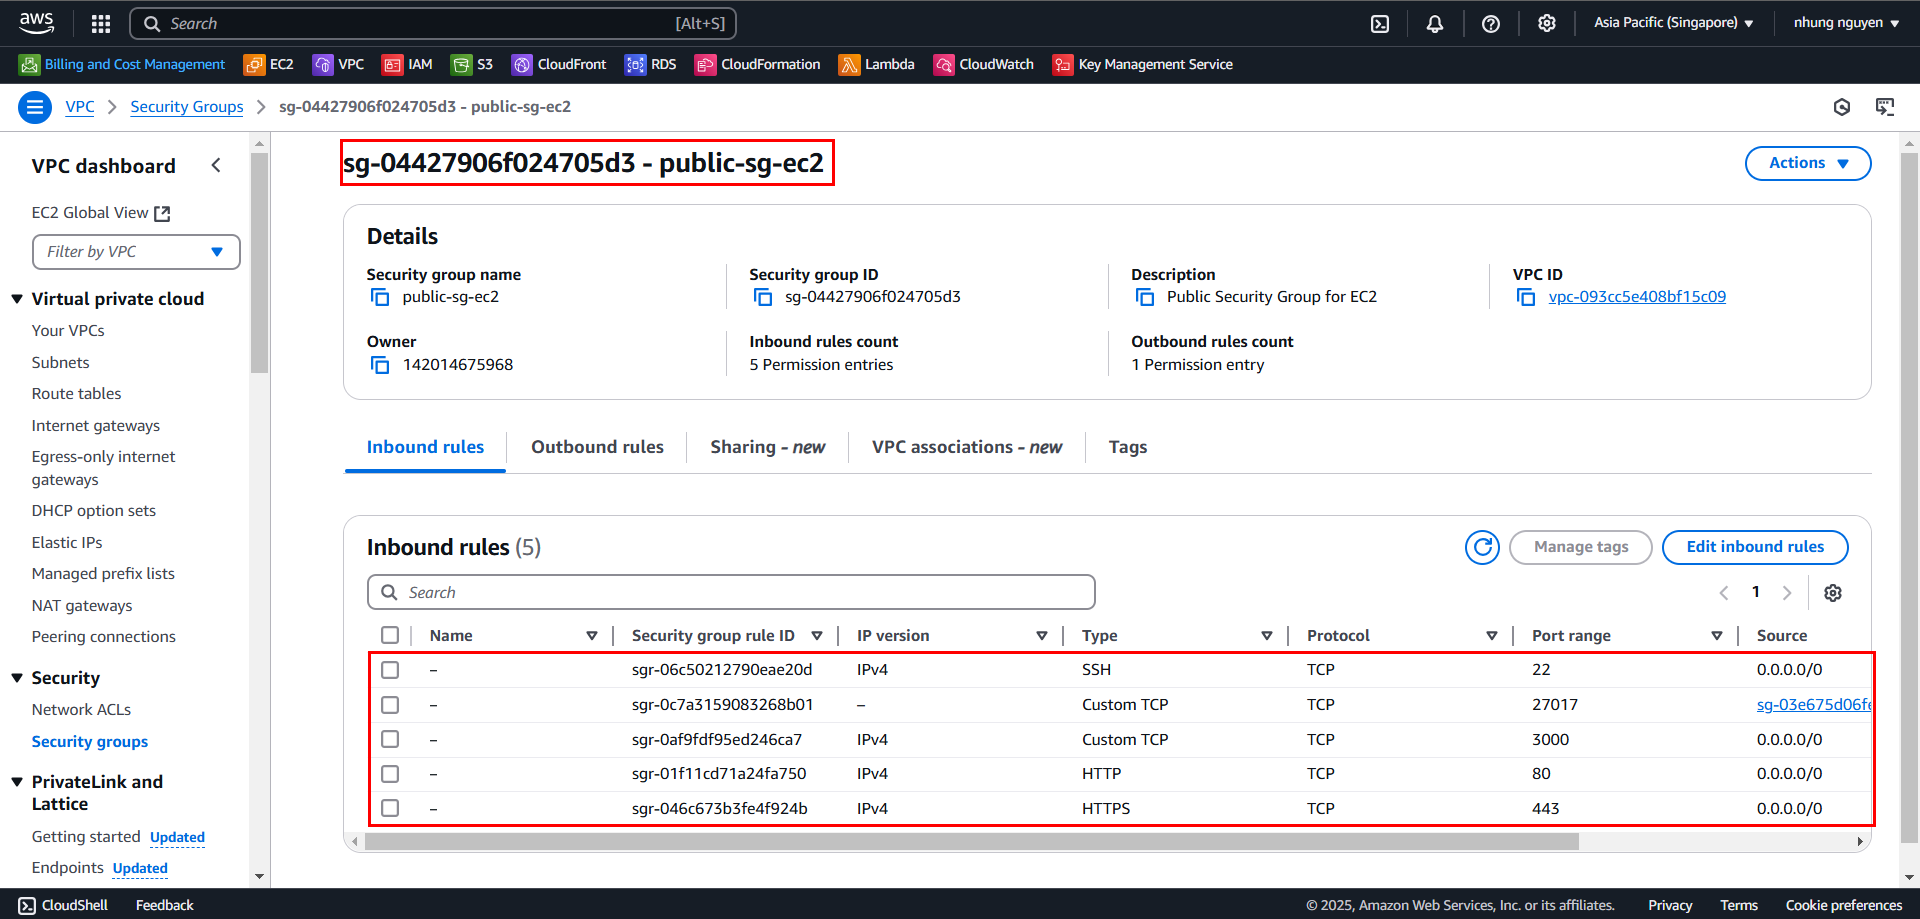 aws
Search [Alt+S]
Asia Pacific (Singapore)
nhung nguyen
Billing and Cost Management EC2 VPC IAM S3 CloudFront RDS CloudFormation Lambda CloudWatch Key Management Service
VPC Security Groups sg-04427906f024705d3 - public-sg-ec2
VPC dashboard
EC2 Global View
Filter by VPC
Virtual private cloud
Your VPCs
Subnets
Route tables
Internet gateways
Egress-only internet
gateways
DHCP option sets
Elastic IPs
Managed prefix lists
NAT gateways
Peering connections
Security
Network ACLs
Security groups
PrivateLink and
Lattice
Getting started Updated
Endpoints Updated
sg-04427906f024705d3 - public-sg-ec2
Actions
Details
Security group name
public-sg-ec2
Security group ID
sg-04427906f024705d3
Description
Public Security Group for EC2
VPC ID
vpc-093cc5e408bf15c09
Owner
142014675968
Inbound rules count
5 Permission entries
Outbound rules count
1 Permission entry
Inbound rules Outbound rules Sharing - new VPC associations - new Tags
Inbound rules (5)
Manage tags Edit inbound rules
Search
1
Name Security group rule ID IP version Type Protocol Port range Source
– sgr-06c50212790eae20d IPv4 SSH TCP 22 0.0.0.0/0
– sgr-0c7a3159083268b01 – Custom TCP TCP 27017 sg-03e675d06fe
– sgr-0af9fdf95ed246ca7 IPv4 Custom TCP TCP 3000 0.0.0.0/0
– sgr-01f11cd71a24fa750 IPv4 HTTP TCP 80 0.0.0.0/0
– sgr-046c673b3fe4f924b IPv4 HTTPS TCP 443 0.0.0.0/0
CloudShell Feedback
© 2025, Amazon Web Services, Inc. or its affiliates. Privacy Terms Cookie preferences